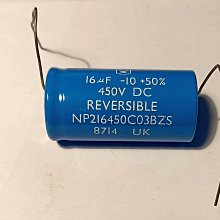 16µF -10 +50%
450V DC
REVERSIBLE
NP216450C03BZS
8714 UK